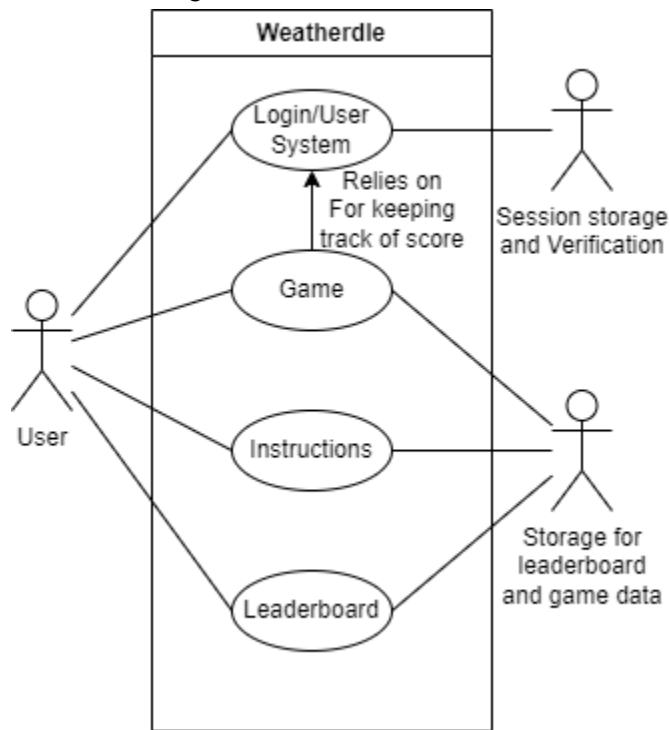 Weatherdle
Login/User
System
Relies on
For keeping
track of score
Session storage
and Verification
Game
User
Instructions
Storage for
leaderboard
and game data
Leaderboard